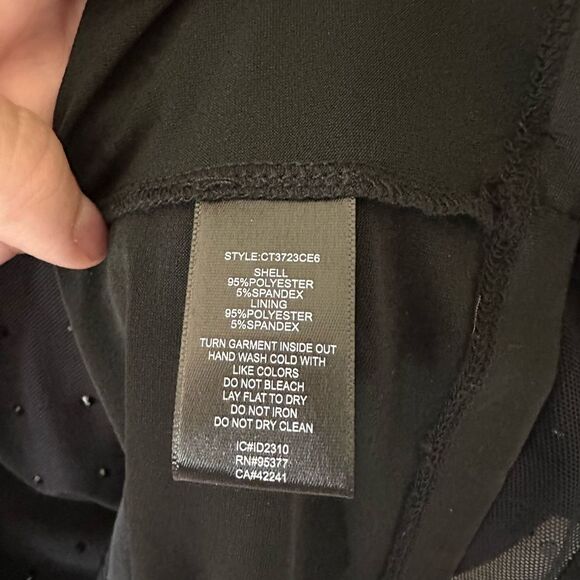 STYLE:CT3723CE6
SHELL
95%POLYESTER
5%SPANDEX
LINING
95%POLYESTER
5%SPANDEX
TURN GARMENT INSIDE OUT
HAND WASH COLD WITH
LIKE COLORS
DO NOT BLEACH
LAY FLAT TO DRY
DO NOT IRON
DO NOT DRY CLEAN
IC#ID2310
RN#95377
CA#42241